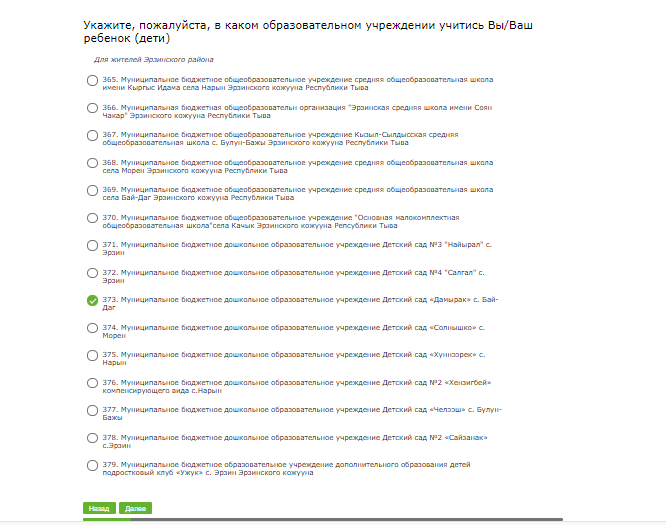 Укажите, пожалуйста, в каком образовательном учреждении учитись Вы/Ваш
ребенок (дети)
Для жителей Эрзинского района
365. Муниципальное бюджетное общеобразовательное учреждение средняя общеобразовательная школа
имени Кыргыс Идама села Нарын Эрзинского кожууна Республики Тыва
366. Муниципальная бюджетная общеобразовательн организация "Эрзинская средняя школа имени Соян
Чакар" Эрзинского кожууна Республики Тыва
367. Муниципальное бюджетное общеобразовательное учреждение Кызыл-Сылдысская средняя
общеобразовательная школа с. Булун-Бажы Эрзинского кожууна Республики Тыва
368. Муниципальное бюджетное общеобразовательное учреждение средняя общеобразовательная школа
села Морен Эрзинского кожууна Республики Тыва
369. Муниципальное бюджетное общеобразовательное учреждение средняя общеобразовательная школа
села Бай-Даг Эрзинского кожууна Республики Тыва
370. Муниципальное бюджетное общеобразовательное учреждение "Основная малокомплектная
общеобразовательная школа"села Качык Эрзинского кожууна Репсублики Тыва
371. Муниципальное бюджетное дошкольное образовательное учреждение Детский сад №3 "Найырал" с.
Эрзин
372. Муниципальное бюджетное дошкольное образовательное учреждение Детский сад №4 "Салгал" с.
Эрзин
373. Муниципальное бюджетное дошкольное образовательное учреждение Детский сад «Дамырак» с. Бай-
Даг
374. Муниципальное бюджетное дошкольное образовательное учреждение Детский сад «Солнышко» с.
Морен
375. Муниципальное бюджетное дошкольное образовательное учреждение Детский сад «Хуннзорек» с.
Нарын
376. Муниципальное бюджетное дошкольное образовательное учреждение Детский сад №2 «Хензигбей»
компенсирующего вида с.Нарын
377. Муниципальное бюджетное дошкольное образовательное учреждение Детский сад «Челээш» с. Булун-
Бажы
378. Муниципальное бюджетное дошкольное образовательное учреждение Детский сад №2 «Сайзанак»
с.Эрзин
379. Муниципальное бюджетное образовательное учреждение дополнительного образования детей
подростковый клуб «Ужук» с. Эрзин Эрзинского кожууна
Назад Далее